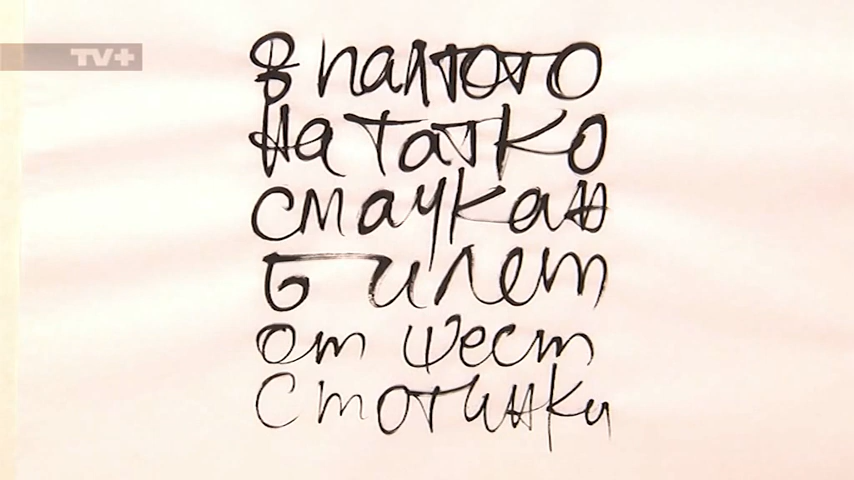 TV+
в палтото
на татко
смачкан
билет
от шест
стотинки